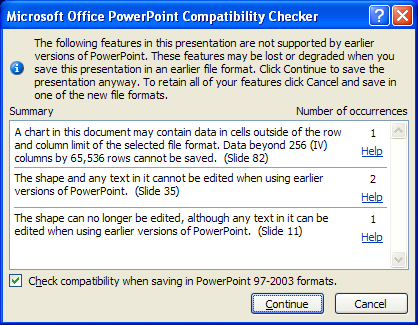 Microsoft Office PowerPoint Compatibility Checker
The following features in this presentation are not supported by earlier
versions of PowerPoint. These features may be lost or degraded when you
save this presentation in an earlier file format. Click Continue to save the
presentation anyway. To retain all of your features click Cancel and save in
one of the new file formats.
Summary Number of occurrences
A chart in this document may contain data in cells outside of the row 1
and column limit of the selected file format. Data beyond 256 (IV) Help
columns by 65,536 rows cannot be saved. (Slide 82)
The shape and any text in it cannot be edited when using earlier 2
versions of PowerPoint. (Slide 35) Help
The shape can no longer be edited, although any text in it can be 1
edited when using earlier versions of PowerPoint. (Slide 11) Help
Check compatibility when saving in PowerPoint 97-2003 formats.
Continue Cancel